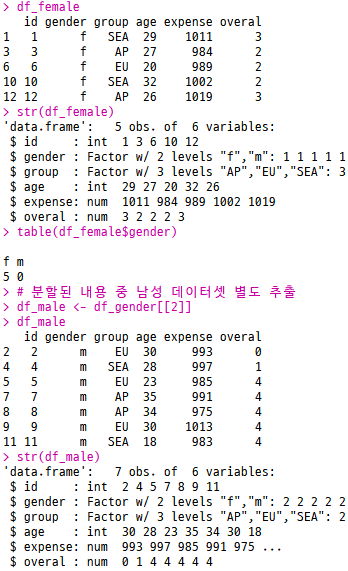 > df_female
   id gender group age expense overal
1   1      f   SEA  29    1011      3
3   3      f    AP  27     984      2
6   6      f    EU  20     989      2
10 10      f   SEA  32    1002      2
12 12      f    AP  26    1019      3
> str(df_female)
'data.frame':   5 obs. of  6 variables:
 $ id     : int  1 3 6 10 12
 $ gender : Factor w/ 2 levels "f","m": 1 1 1 1 1
 $ group  : Factor w/ 3 levels "AP","EU","SEA": 3
 $ age    : int  29 27 20 32 26
 $ expense: num  1011 984 989 1002 1019
 $ overal : num  3 2 2 2 3
> table(df_female$gender)
f m
5 0
> # 분할된 내용 중 남성 데이터셋 별도 추출
> df_male <- df_gender[[2]]
> df_male
   id gender group age expense overal
2   2      m    EU  30     993      0
4   4      m   SEA  28     997      1
5   5      m    EU  23     985      4
7   7      m    AP  35     991      4
8   8      m    AP  34     975      4
9   9      m    EU  30    1013      4
11 11      m   SEA  18     983      4
> str(df_male)
'data.frame':   7 obs. of  6 variables:
 $ id     : int  2 4 5 7 8 9 11
 $ gender : Factor w/ 2 levels "f","m": 2 2 2 2 2
 $ group  : Factor w/ 3 levels "AP","EU","SEA": 2
 $ age    : int  30 28 23 35 34 30 18
 $ expense: num  993 997 985 991 975 ...
 $ overal : num  0 1 4 4 4 4 4